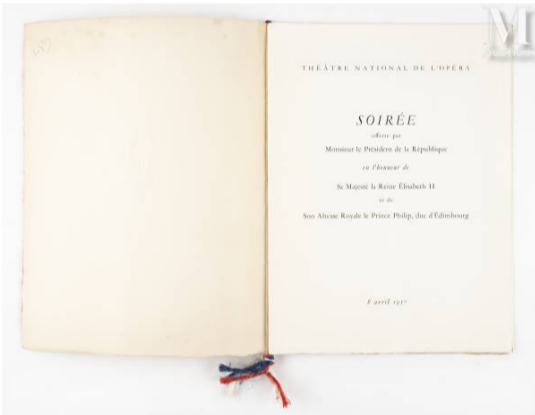 M
THÉÂTRE NATIONAL DE L'OPÉRA
SOIRÉE
offerte par
Monsieur le Président de la République
en l'honneur de
Sa Majesté la Reine Élisabeth II
et de
Son Altesse Royale le Prince Philip, duc d'Édimbourg
8 avril 1957